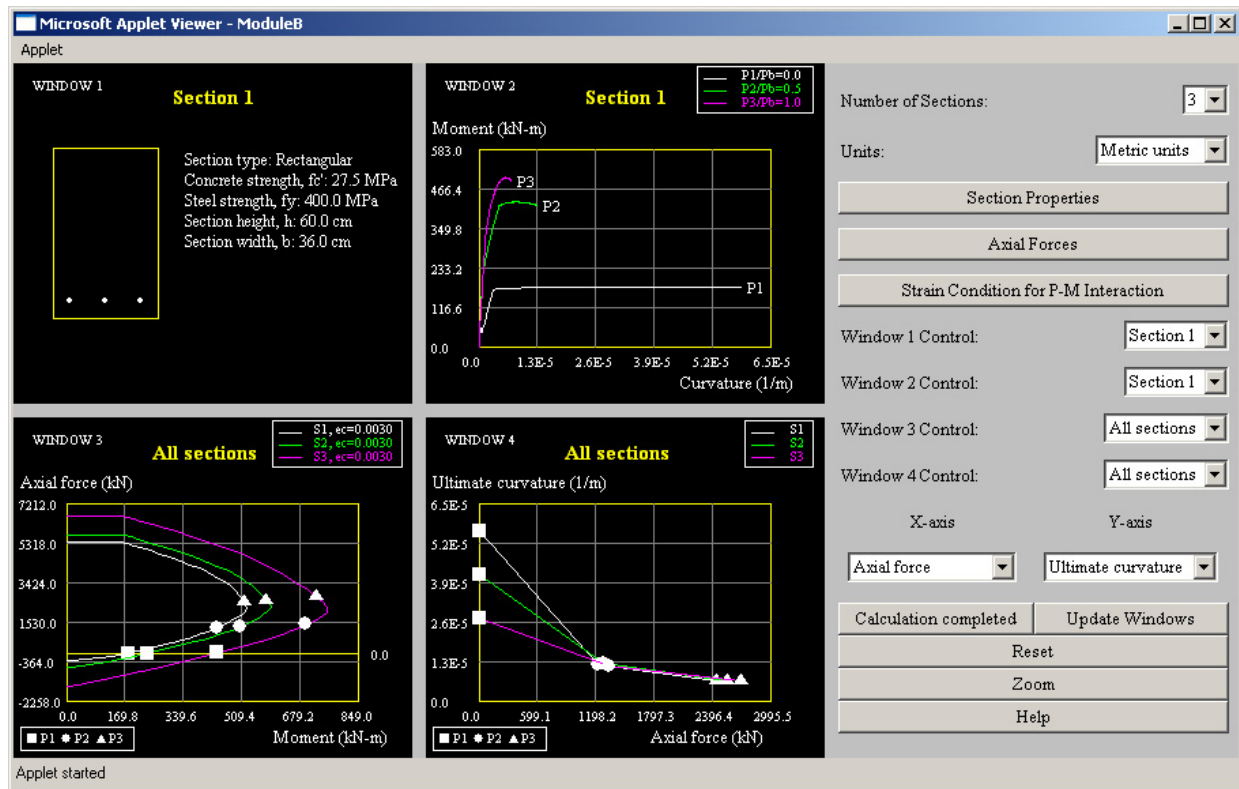 Microsoft Applet Viewer - ModuleB
Applet
WINDOW 1
Section 1
Section type: Rectangular
Concrete strength, fc': 27.5 MPa
Steel strength, fy: 400.0 MPa
Section height, h: 60.0 cm
Section width, b: 36.0 cm
WINDOW 2
Section 1
P1/Pb=0.0
P2/Pb=0.5
P3/Pb=1.0
Moment (kN-m)
583.0
466.4
349.8
233.2
116.6
0.0
P3
P2
P1
0.0 1.3E-5 2.6E-5 3.9E-5 5.2E-5 6.5E-5
Curvature (1/m)
WINDOW 3
All sections
S1, ec=0.0030
S2, ec=0.0030
S3, ec=0.0030
Axial force (kN)
7212.0
5318.0
3424.0
1530.0
-364.0
-2258.0
0.0
0.0 169.8 339.6 509.4 679.2 849.0
P1 P2 P3
Moment (kN-m)
WINDOW 4
All sections
S1
S2
S3
Ultimate curvature (1/m)
6.5E-5
5.2E-5
3.9E-5
2.6E-5
1.3E-5
0.0
0.0 599.1 1198.2 1797.3 2396.4 2995.5
P1 P2 P3
Axial force (kN)
Number of Sections: 3
Units: Metric units
Section Properties
Axial Forces
Strain Condition for P-M Interaction
Window 1 Control: Section 1
Window 2 Control: Section 1
Window 3 Control: All sections
Window 4 Control: All sections
X-axis Y-axis
Axial force Ultimate curvature
Calculation completed Update Windows
Reset
Zoom
Help
Applet started